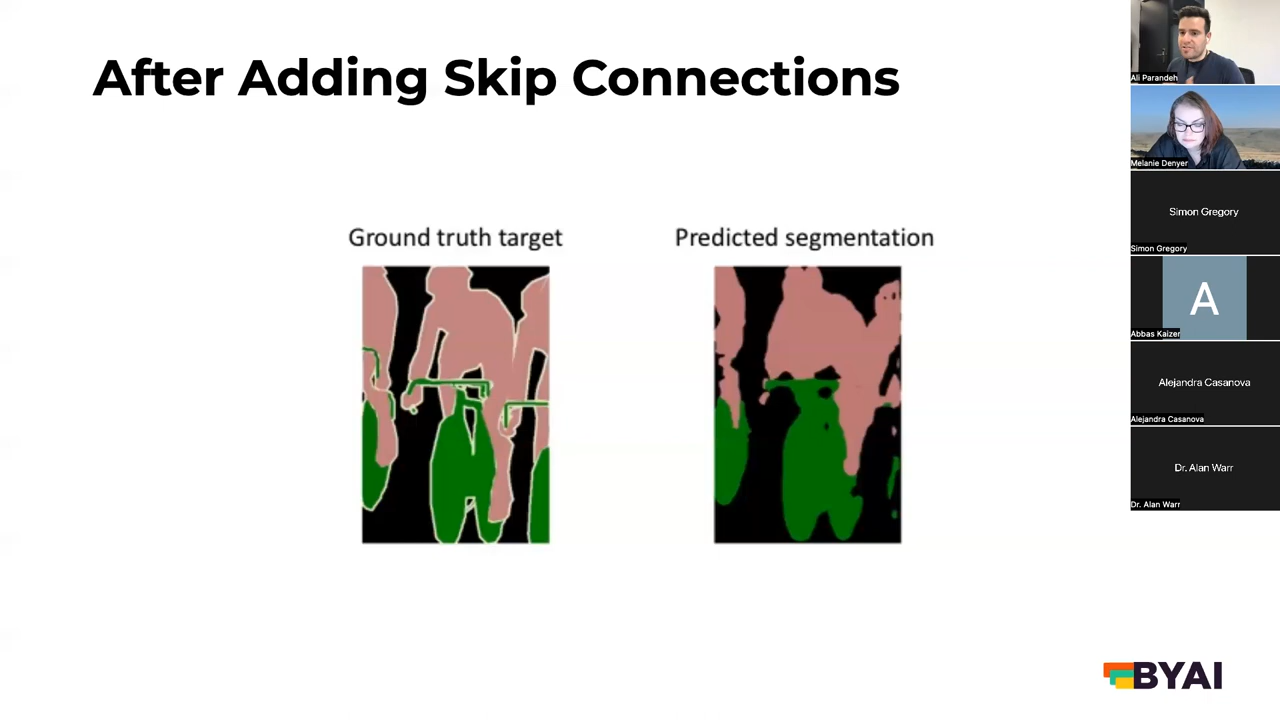 After Adding Skip Connections
Ground truth target
Predicted segmentation
BYAI
Ali Parandeh
Melanie Denyer
Simon Gregory
Simon Gregory
A
Abbas Kaizer
Alejandra Casanova
Alejandra Casanova
Dr. Alan Warr
Dr. Alan Warr